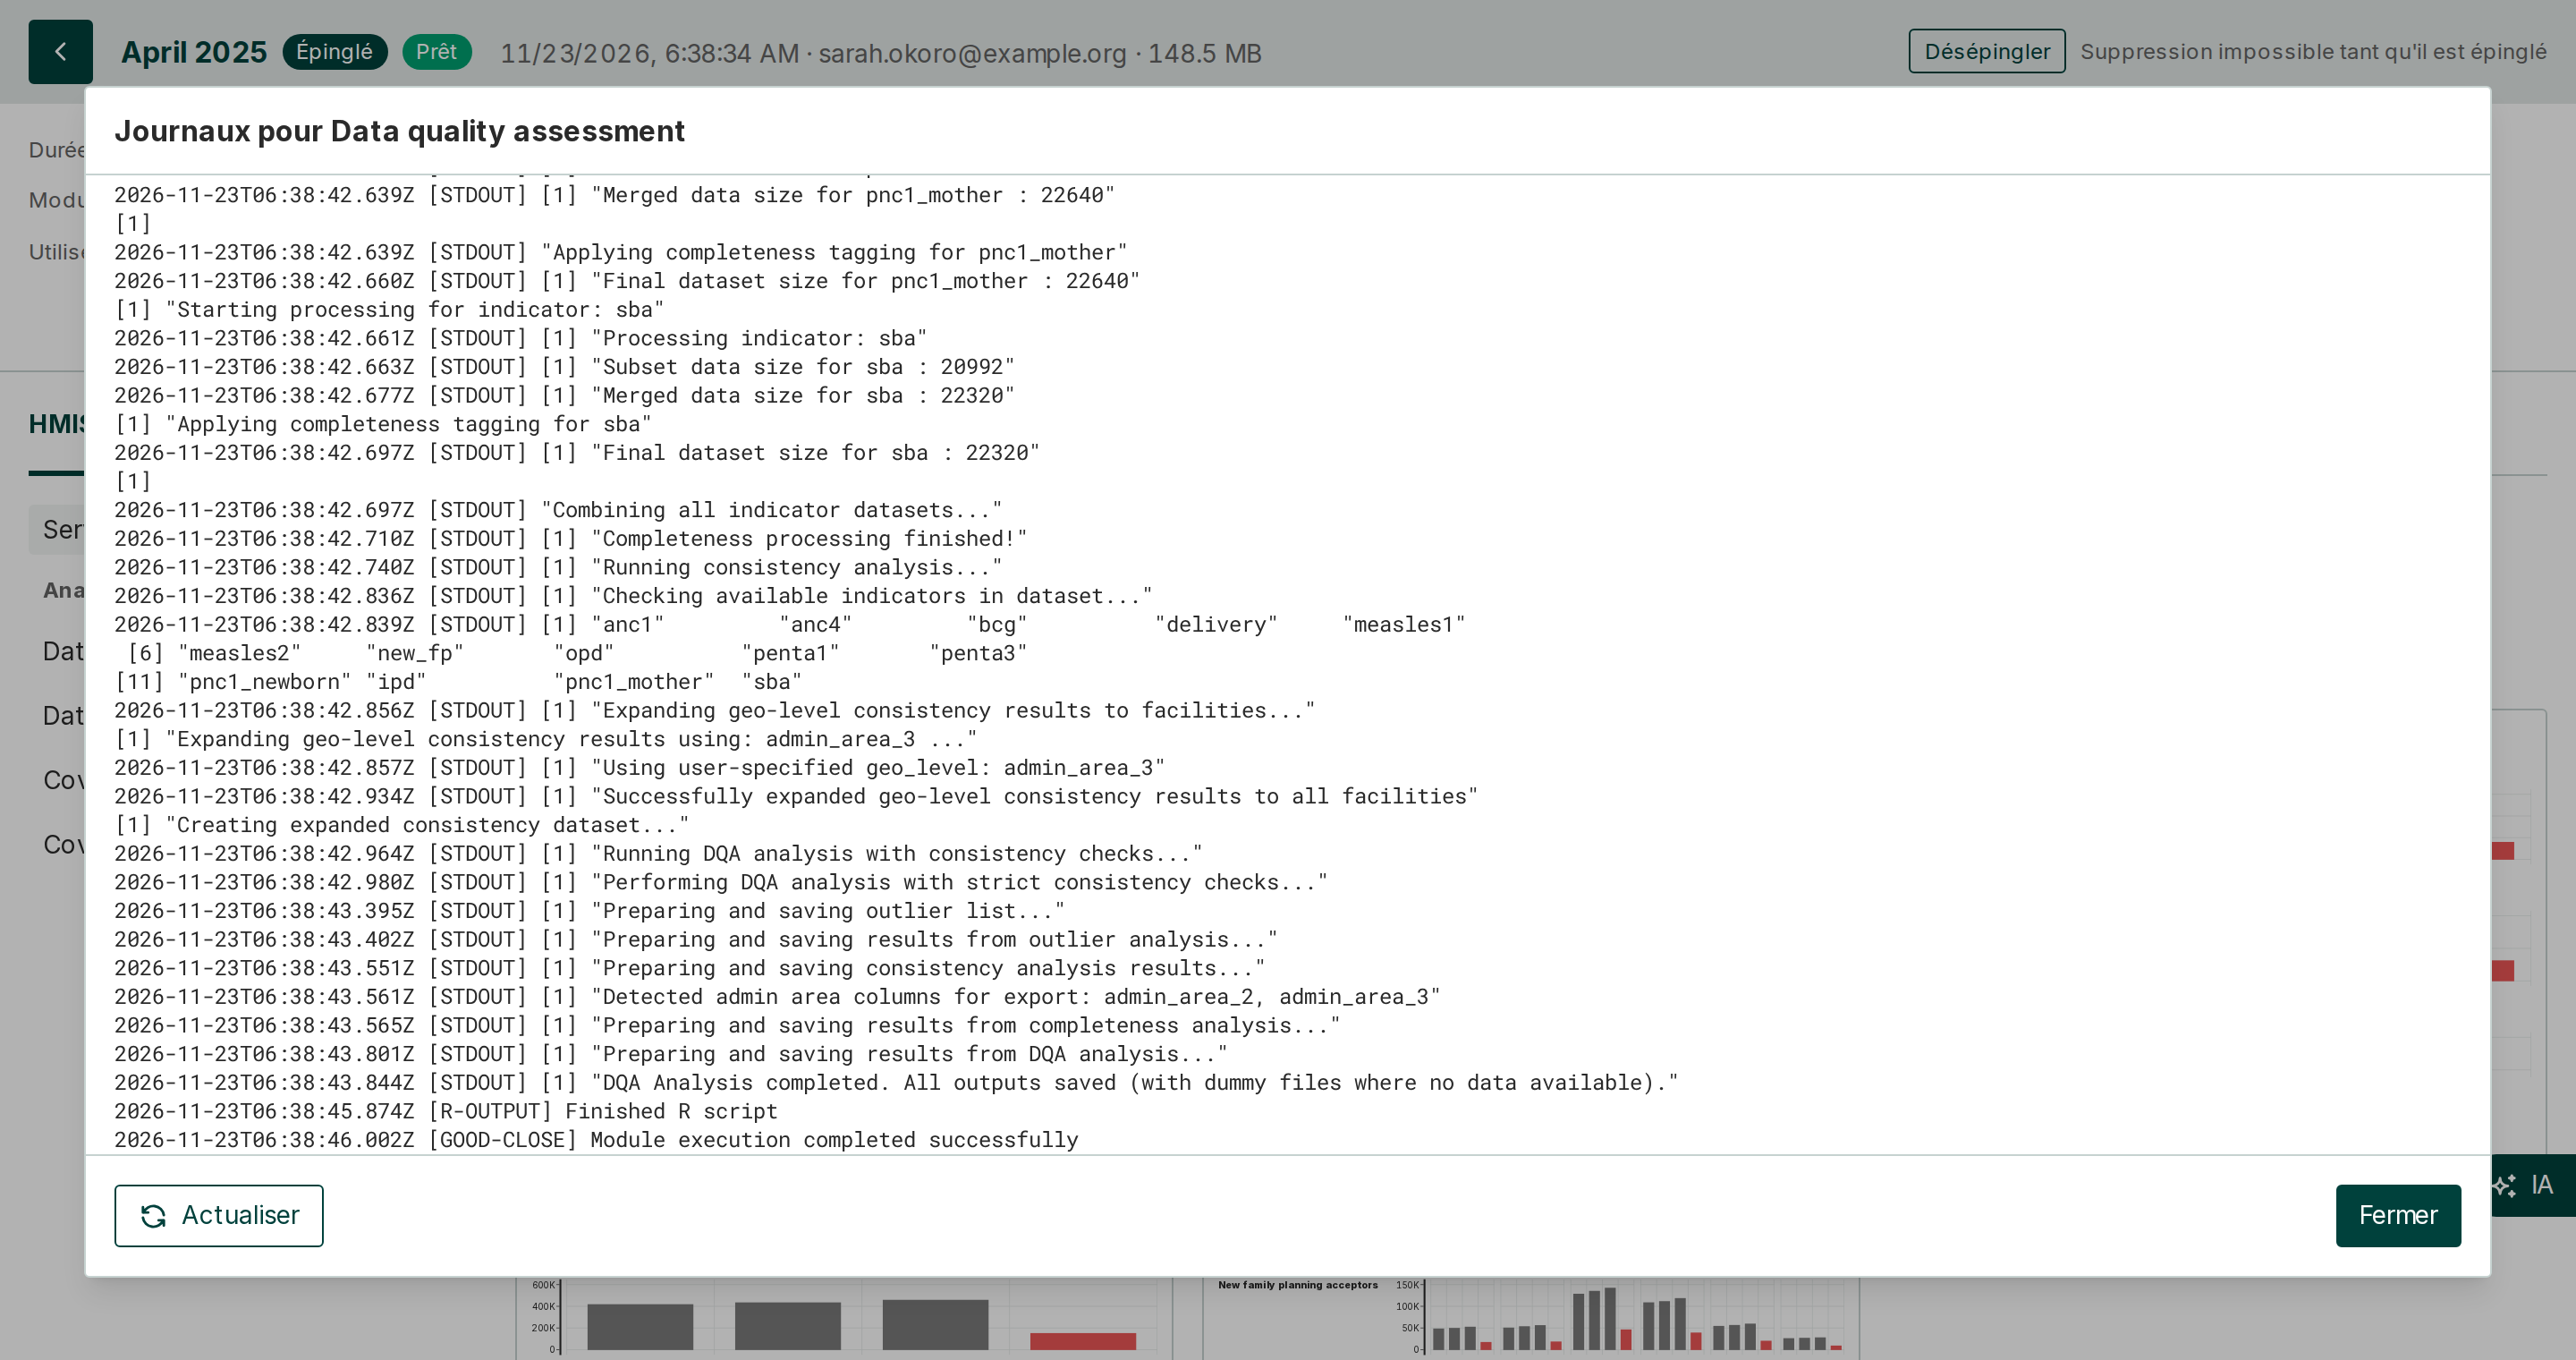 April 2025 Épinglé Prêt 11/23/2026, 6:38:34 AM · sarah.okoro@example.org · 148.5 MB Désépingler Suppression impossible tant qu'il est épinglé
Journaux pour Data quality assessment
2026-11-23T06:38:42.639Z [STDOUT] [1] "Merged data size for pnc1_mother : 22640"
[1]
2026-11-23T06:38:42.639Z [STDOUT] "Applying completeness tagging for pnc1_mother"
2026-11-23T06:38:42.660Z [STDOUT] [1] "Final dataset size for pnc1_mother : 22640"
[1] "Starting processing for indicator: sba"
2026-11-23T06:38:42.661Z [STDOUT] [1] "Processing indicator: sba"
2026-11-23T06:38:42.663Z [STDOUT] [1] "Subset data size for sba : 20992"
2026-11-23T06:38:42.677Z [STDOUT] [1] "Merged data size for sba : 22320"
[1] "Applying completeness tagging for sba"
2026-11-23T06:38:42.697Z [STDOUT] [1] "Final dataset size for sba : 22320"
[1]
2026-11-23T06:38:42.697Z [STDOUT] "Combining all indicator datasets..."
2026-11-23T06:38:42.710Z [STDOUT] [1] "Completeness processing finished!"
2026-11-23T06:38:42.740Z [STDOUT] [1] "Running consistency analysis..."
2026-11-23T06:38:42.836Z [STDOUT] [1] "Checking available indicators in dataset..."
2026-11-23T06:38:42.839Z [STDOUT] [1] "anc1" "anc4" "bcg" "delivery" "measles1"
[6] "measles2" "new_fp" "opd" "penta1" "penta3"
[11] "pnc1_newborn" "ipd" "pnc1_mother" "sba"
2026-11-23T06:38:42.856Z [STDOUT] [1] "Expanding geo-level consistency results to facilities..."
[1] "Expanding geo-level consistency results using: admin_area_3 ..."
2026-11-23T06:38:42.857Z [STDOUT] [1] "Using user-specified geo_level: admin_area_3"
2026-11-23T06:38:42.934Z [STDOUT] [1] "Successfully expanded geo-level consistency results to all facilities"
[1] "Creating expanded consistency dataset..."
2026-11-23T06:38:42.964Z [STDOUT] [1] "Running DQA analysis with consistency checks..."
2026-11-23T06:38:42.980Z [STDOUT] [1] "Performing DQA analysis with strict consistency checks..."
2026-11-23T06:38:43.395Z [STDOUT] [1] "Preparing and saving outlier list..."
2026-11-23T06:38:43.402Z [STDOUT] [1] "Preparing and saving results from outlier analysis..."
2026-11-23T06:38:43.551Z [STDOUT] [1] "Preparing and saving consistency analysis results..."
2026-11-23T06:38:43.561Z [STDOUT] [1] "Detected admin area columns for export: admin_area_2, admin_area_3"
2026-11-23T06:38:43.565Z [STDOUT] [1] "Preparing and saving results from completeness analysis..."
2026-11-23T06:38:43.801Z [STDOUT] [1] "Preparing and saving results from DQA analysis..."
2026-11-23T06:38:43.844Z [STDOUT] [1] "DQA Analysis completed. All outputs saved (with dummy files where no data available)."
2026-11-23T06:38:45.874Z [R-OUTPUT] Finished R script
2026-11-23T06:38:46.002Z [GOOD-CLOSE] Module execution completed successfully
Actualiser
Fermer
IA
600K
400K
200K
0
New family planning acceptors
150K
100K
50K
0